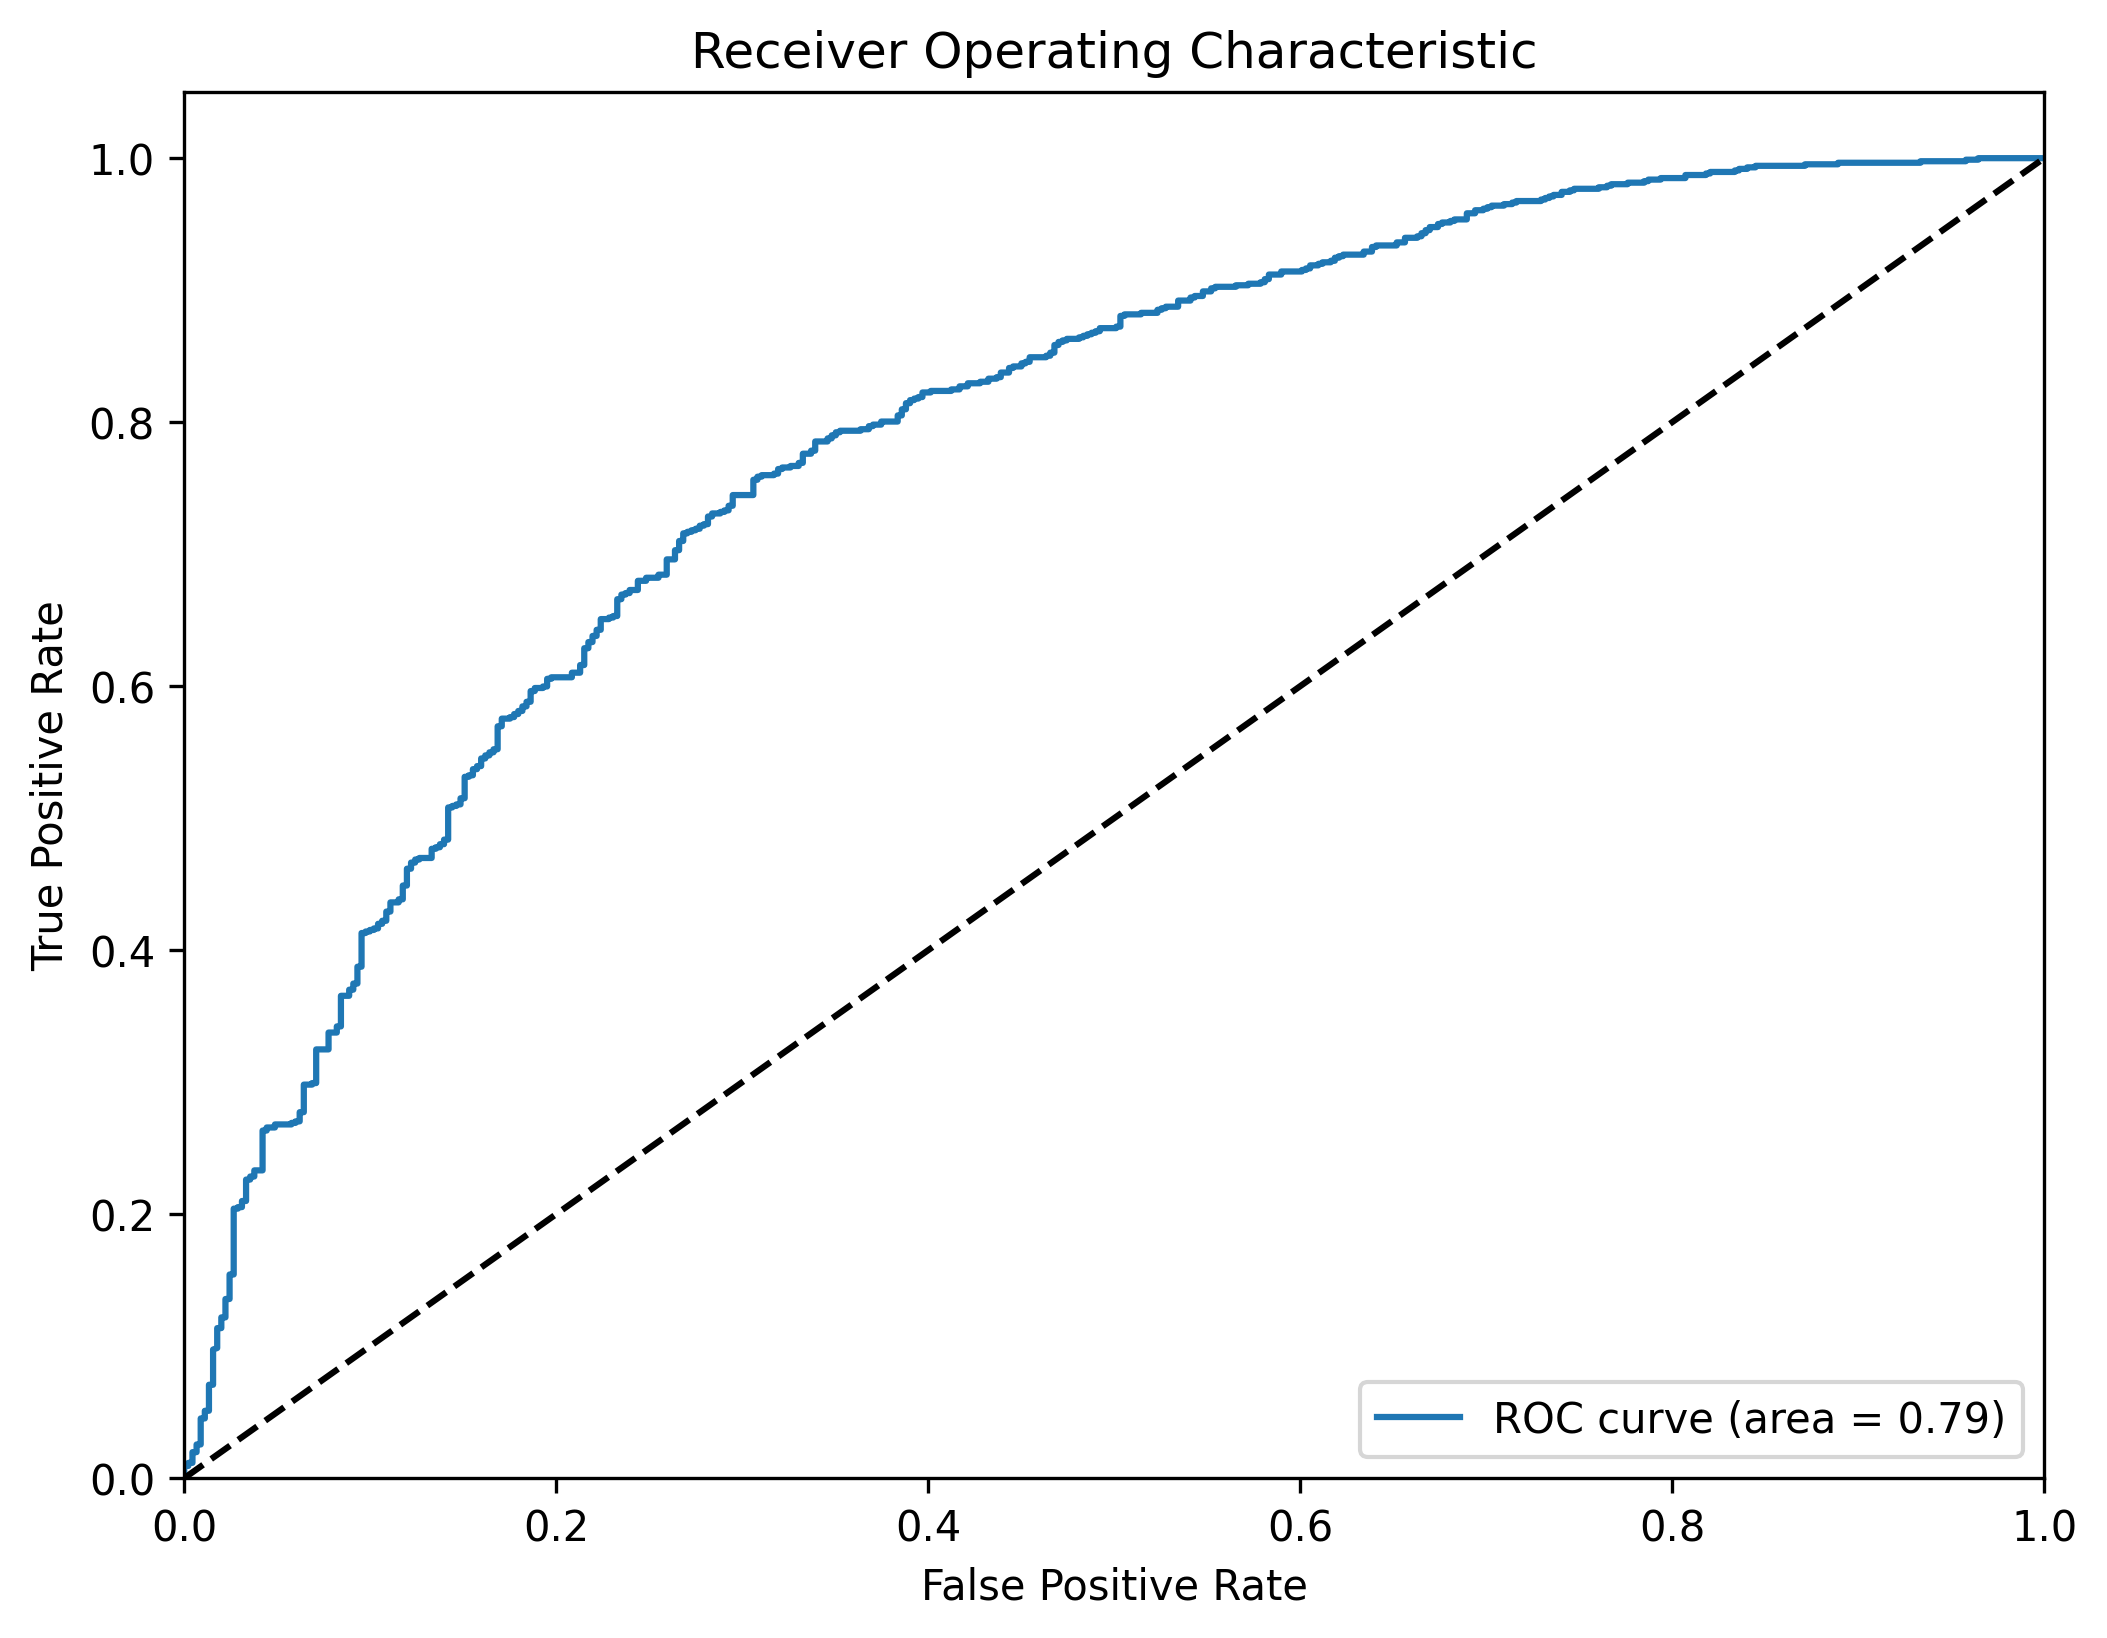 Receiver Operating Characteristic
1.0
0.8
0.6
0.4
0.2
0.0
True Positive Rate
ROC curve (area = 0.79)
0.0 0.2 0.4 0.6 0.8 1.0
False Positive Rate